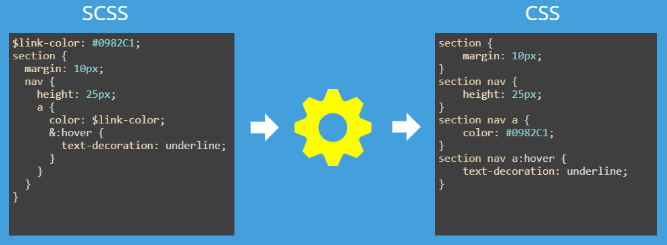 SCSS
$link-color: #0982C1;
section {
  margin: 10px;
  nav {
    height: 25px;
    a {
      color: $link-color;
      &:hover {
        text-decoration: underline;
      }
    }
  }
}
CSS
section {
    margin: 10px;
}
section nav {
    height: 25px;
}
section nav a {
    color: #0982C1;
}
section nav a:hover {
    text-decoration: underline;
}